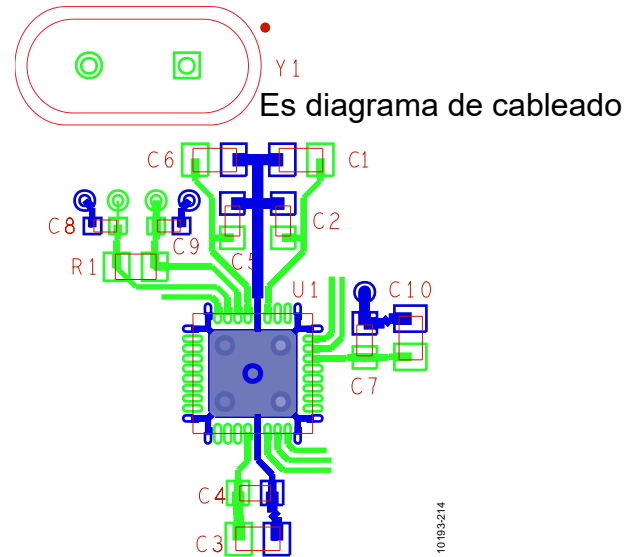 Y1
Es diagrama de cableado
C6
C1
C8
C9
C2
C5
R1
U1
C10
C7
C4
C3
10193-214